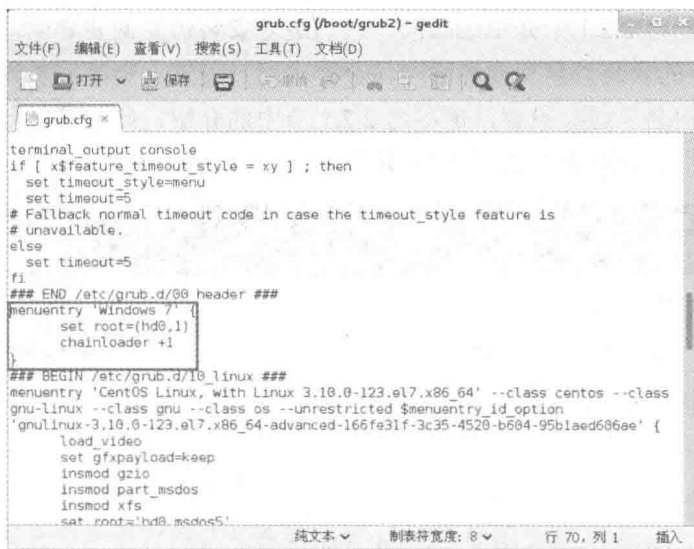 grub.cfg (/boot/grub2) - gedit
文件(F) 编辑(E) 查看(V) 搜索(S) 工具(T) 文档(D)
打开 保存
grub.cfg ×
terminal_output console
if [ x$feature_timeout_style = xy ] ; then
set timeout_style=menu
set timeout=5
# Fallback normal timeout code in case the timeout_style feature is
# unavailable.
else
set timeout=5
fi
### END /etc/grub.d/00_header ###
menuentry 'Windows 7' {
set root=(hd0,1)
chainloader +1
}
### BEGIN /etc/grub.d/10_linux ###
menuentry 'CentOS Linux, with Linux 3.10.0-123.el7.x86_64' --class centos --class
gnu-linux --class gnu --class os --unrestricted $menuentry_id_option
'gnulinux-3.10.0-123.el7.x86_64-advanced-166fe31f-3c35-4520-b604-95b1aed606ae' {
load_video
set gfxpayload=keep
insmod gzio
insmod part_msdos
insmod xfs
set root='hd0,msdos5'
纯文本 制表符宽度: 8 行 70, 列 1 插入